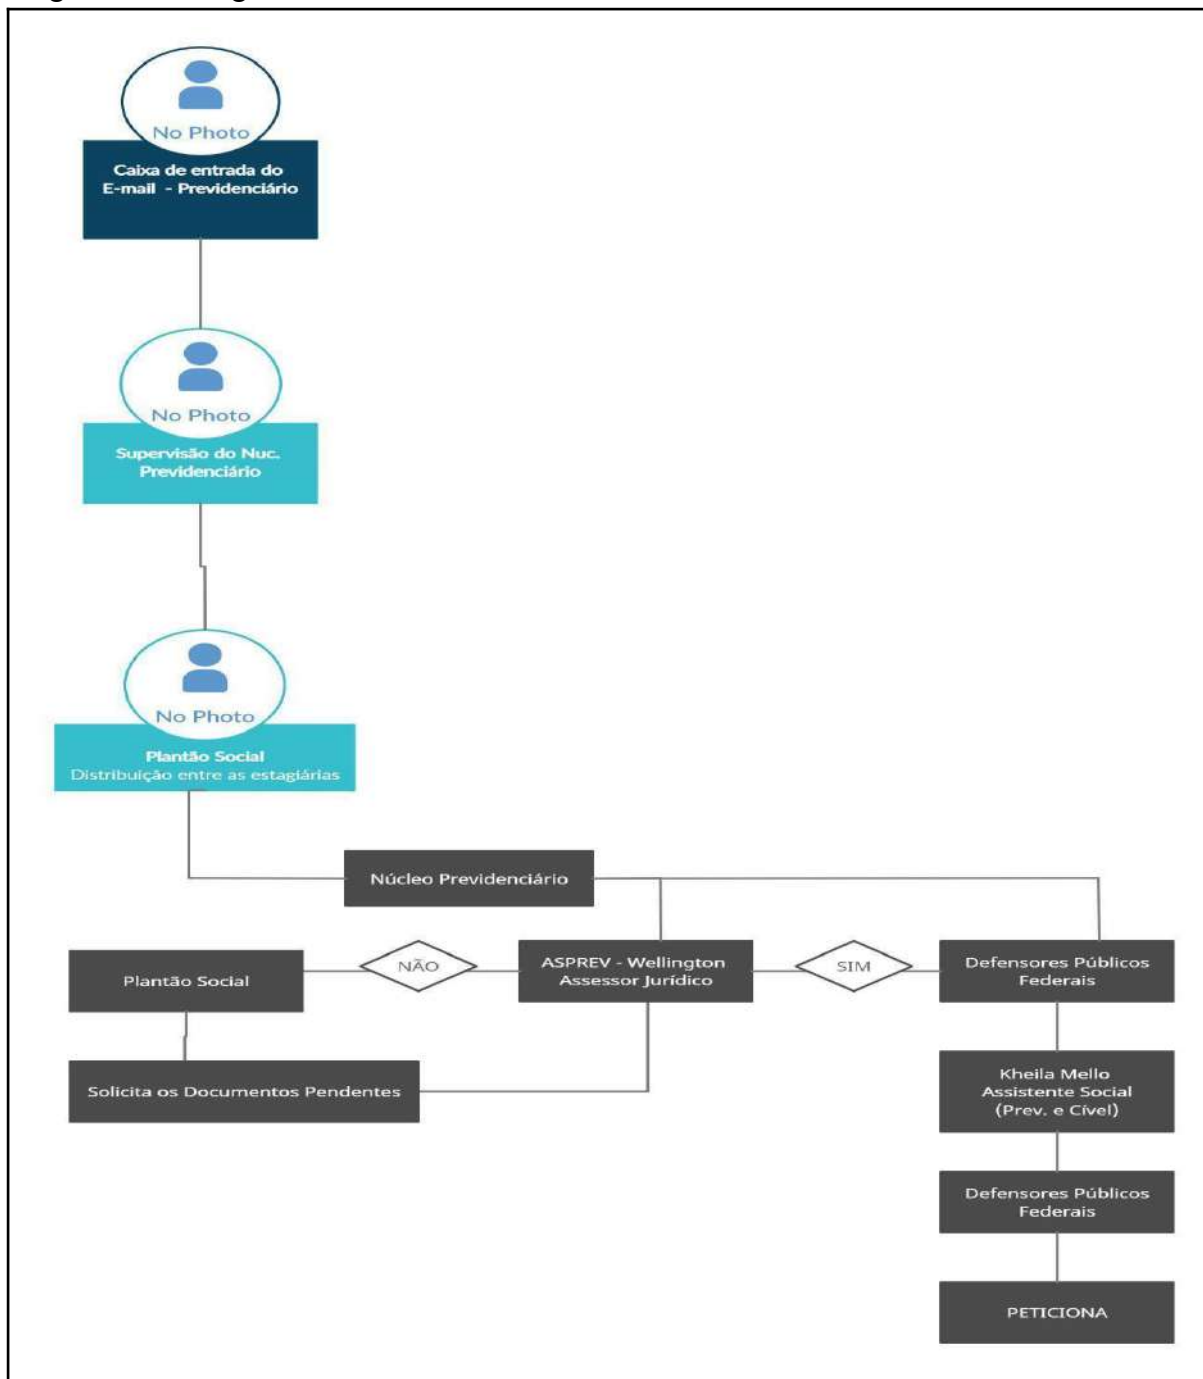 No Photo
Caixa de entrada do
E-mail - Previdenciário
No Photo
Supervisão do Nuc.
Previdenciário
No Photo
Plantão Social
Distribuição entre as estagiárias
Núcleo Previdenciário
Plantão Social
NÃO
ASPREV - Wellington
Assessor Jurídico
SIM
Defensores Públicos
Federais
Solicita os Documentos Pendentes
Kheila Mello
Assistente Social
(Prev. e Cível)
Defensores Públicos
Federais
PETICIONA